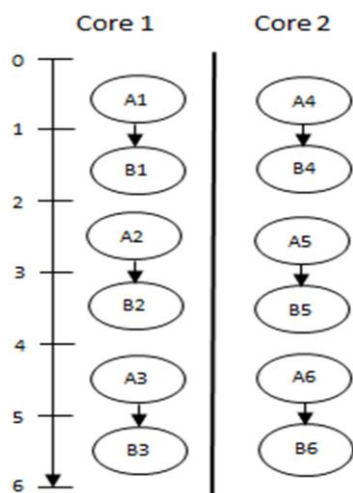 Core 1 Core 2
0
A1 A4
1
B1 B4
2
A2 A5
3
B2 B5
4
A3 A6
5
B3 B6
6